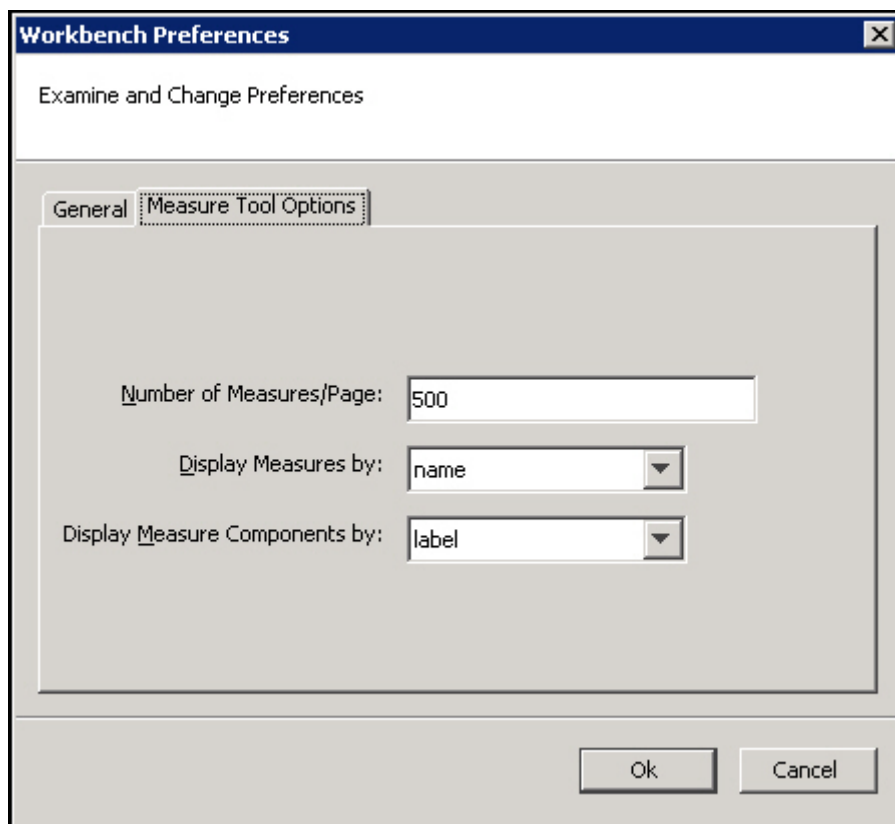 Workbench Preferences
Examine and Change Preferences
General Measure Tool Options
Number of Measures/Page: 500
Display Measures by: name
Display Measure Components by: label
Ok Cancel